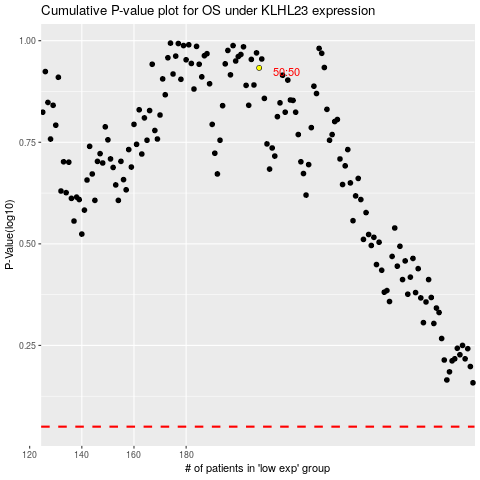 Cumulative P-value plot for OS under KLHL23 expression
P-Value(log10)
1.00
0.75
0.50
0.25
50:50
120 140 160 180
# of patients in 'low exp' group